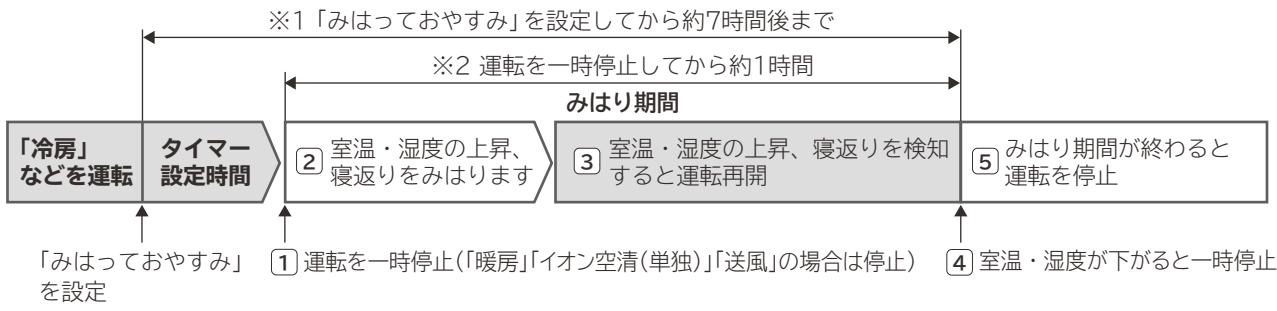 ※1「みはっておやすみ」を設定してから約7時間後まで
※2 運転を一時停止してから約1時間
みはり期間
「冷房」
などを運転
タイマー
設定時間
2 室温・湿度の上昇、
寝返りをみはります
3 室温・湿度の上昇、寝返りを検知
すると運転再開
5 みはり期間が終わると
運転を停止
「みはっておやすみ」
を設定
1 運転を一時停止(「暖房」「イオン空清(単独)」「送風」の場合は停止)
4 室温・湿度が下がると一時停止